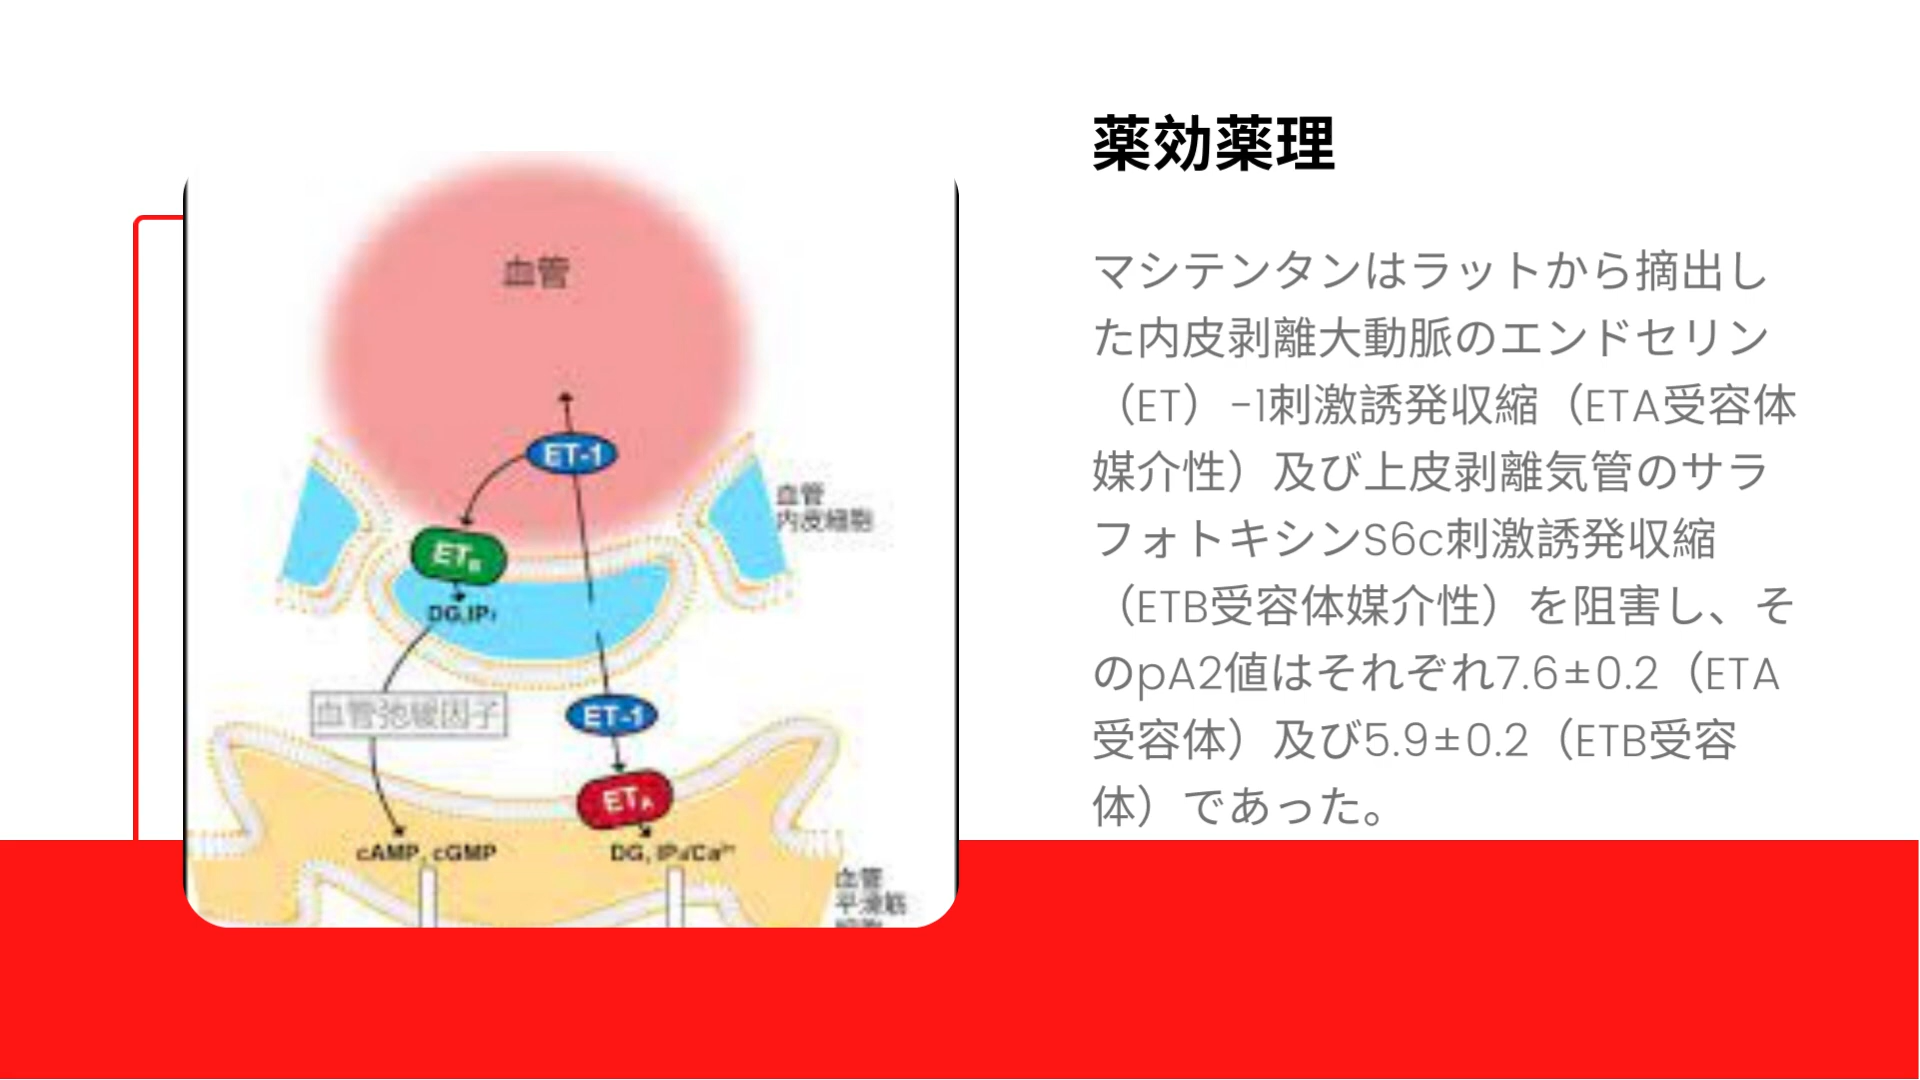 薬効薬理
マシテンタンはラットから摘出し
た内皮剥離大動脈のエンドセリン
（ET）-1刺激誘発収縮（ETA受容体
媒介性）及び上皮剥離気管のサラ
フォトキシンS6c刺激誘発収縮
（ETB受容体媒介性）を阻害し、そ
のpA2値はそれぞれ7.6±0.2（ETA
受容体）及び5.9±0.2（ETB受容
体）であった。
血管
ET-1
血管
内皮細胞
ETB
DG,IP₃
血管弛緩因子
ET-1
ETA
cAMP, cGMP
DG, IP₃/Ca²⁺
血管
平滑筋